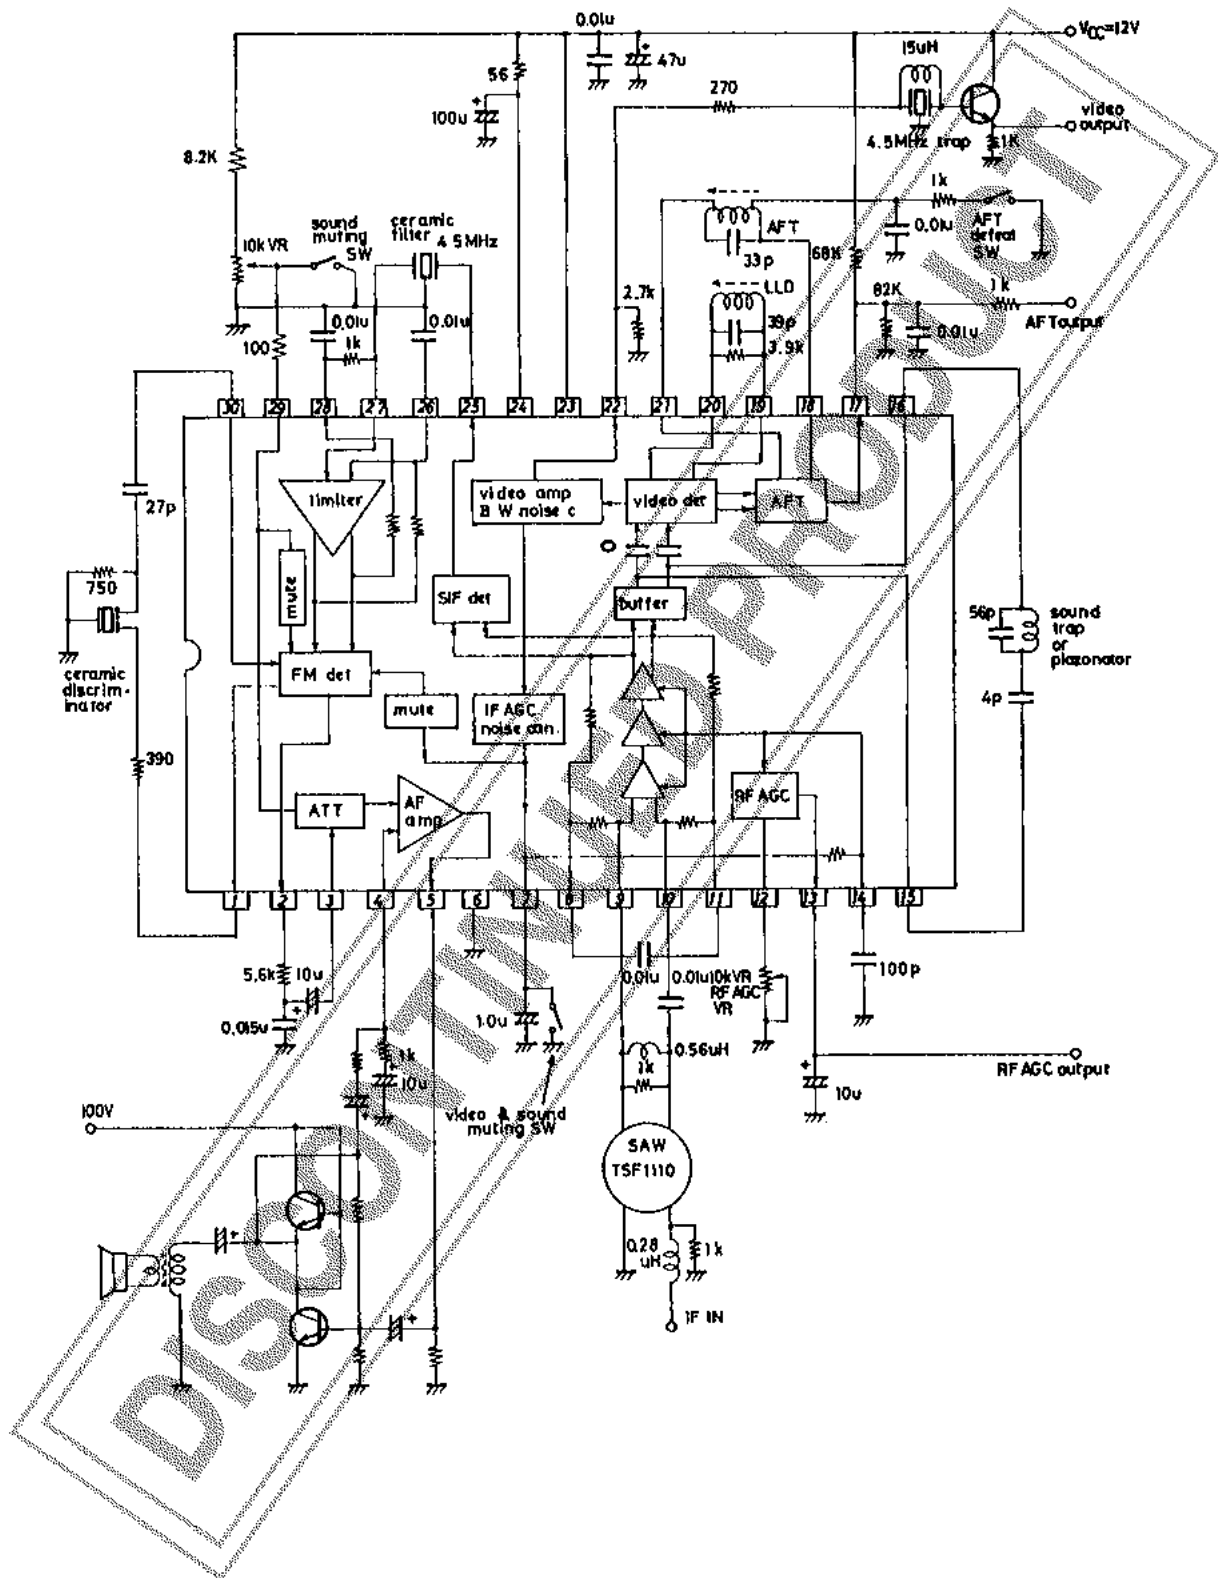 0.01u
VCC=12V
15uH
56
47u
270
100u
video
output
4.5MHz trap
1K
8.2K
1k
sound
muting
SW
ceramic
filter
4 5MHz
AFT
0.01u
AFT
defeat
SW
10kVR
33p
68K
LLD
2.7k
82K
1k
39p
AFT output
0.01u
0.01u
0.01u
100
1k
3.9k
30 29 28 27 26 25 24 23 22 21 20 19 18 17 16
27p
limiter
video amp
B W noise c
video det
AFT
750
mute
SIF det
buffer
56p
sound
trap
or
plazonator
ceramic
discrim-
inator
FM det
4p
mute
IF AGC
noise can.
390
RF AGC
ATT
AF
amp
1 2 3 4 5 6 7 8 9 10 11 12 13 14 15
5.6k
10u
0.01u
0.01u
10kVR
RF AGC
VR
100p
0.015u
1.0u
0.56uH
1k
1k
10u
RF AGC output
10u
100V
video & sound
muting SW
SAW
TSF1110
0.28
uH
1k
IF IN
DISCONTINUED PRODUCT